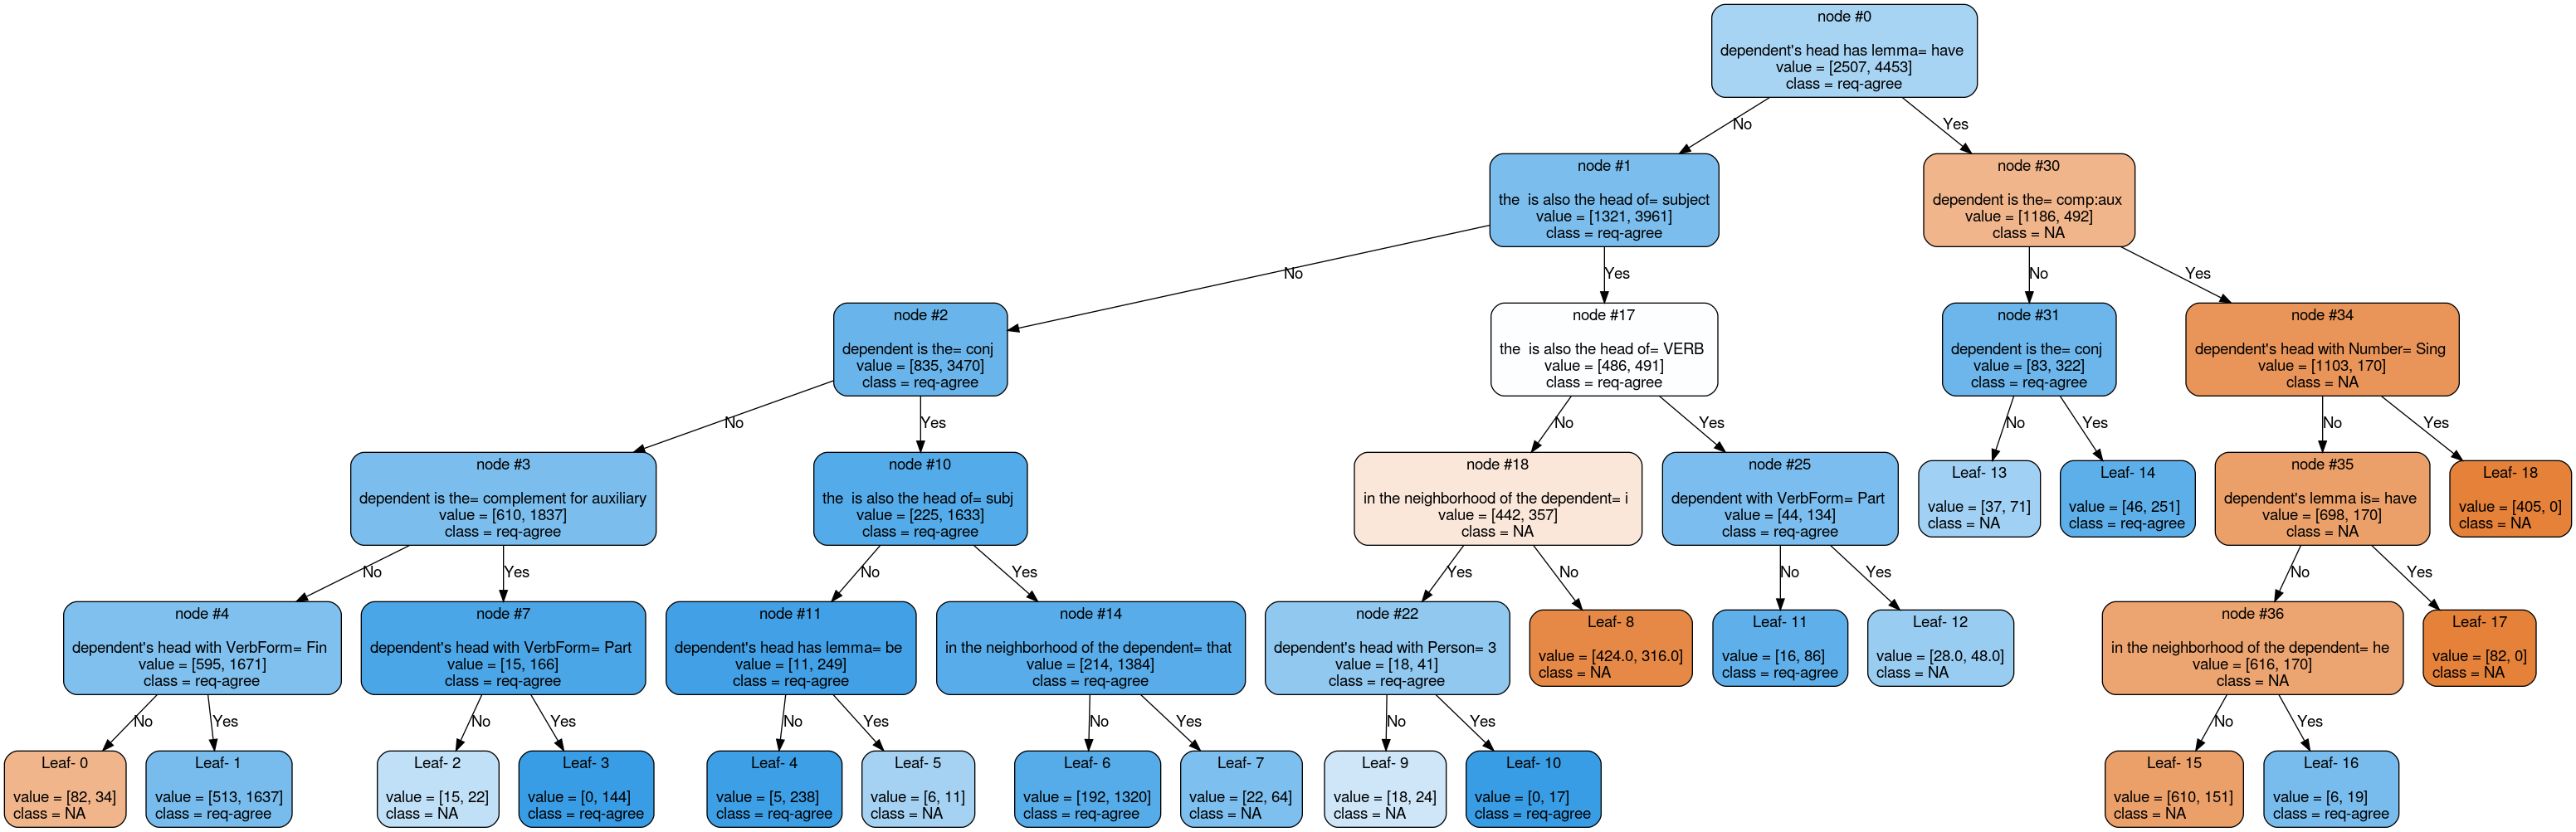 node #0
dependent's head has lemma= have
value = [2507, 4453]
class = req-agree
No
Yes
node #1
the  is also the head of= subject
value = [1321, 3961]
class = req-agree
node #30
dependent is the= comp:aux
value = [1186, 492]
class = NA
No
Yes
No
Yes
node #2
dependent is the= conj
value = [835, 3470]
class = req-agree
node #17
the  is also the head of= VERB
value = [486, 491]
class = req-agree
node #31
dependent is the= conj
value = [83, 322]
class = req-agree
node #34
dependent's head with Number= Sing
value = [1103, 170]
class = NA
No
Yes
No
Yes
No
Yes
No
Yes
node #3
dependent is the= complement for auxiliary
value = [610, 1837]
class = req-agree
node #10
the  is also the head of= subj
value = [225, 1633]
class = req-agree
node #18
in the neighborhood of the dependent= i
value = [442, 357]
class = NA
node #25
dependent with VerbForm= Part
value = [44, 134]
class = req-agree
Leaf- 13
value = [37, 71]
class = NA
Leaf- 14
value = [46, 251]
class = req-agree
node #35
dependent's lemma is= have
value = [698, 170]
class = NA
Leaf- 18
value = [405, 0]
class = NA
No
Yes
No
Yes
Yes
No
No
Yes
No
Yes
node #4
dependent's head with VerbForm= Fin
value = [595, 1671]
class = req-agree
node #7
dependent's head with VerbForm= Part
value = [15, 166]
class = req-agree
node #11
dependent's head has lemma= be
value = [11, 249]
class = req-agree
node #14
in the neighborhood of the dependent= that
value = [214, 1384]
class = req-agree
node #22
dependent's head with Person= 3
value = [18, 41]
class = req-agree
Leaf- 8
value = [424.0, 316.0]
class = NA
Leaf- 11
value = [16, 86]
class = req-agree
Leaf- 12
value = [28.0, 48.0]
class = NA
node #36
in the neighborhood of the dependent= he
value = [616, 170]
class = NA
Leaf- 17
value = [82, 0]
class = NA
No
Yes
No
Yes
No
Yes
No
Yes
No
Yes
No
Yes
Leaf- 0
value = [82, 34]
class = NA
Leaf- 1
value = [513, 1637]
class = req-agree
Leaf- 2
value = [15, 22]
class = NA
Leaf- 3
value = [0, 144]
class = req-agree
Leaf- 4
value = [5, 238]
class = req-agree
Leaf- 5
value = [6, 11]
class = NA
Leaf- 6
value = [192, 1320]
class = req-agree
Leaf- 7
value = [22, 64]
class = NA
Leaf- 9
value = [18, 24]
class = NA
Leaf- 10
value = [0, 17]
class = req-agree
Leaf- 15
value = [610, 151]
class = NA
Leaf- 16
value = [6, 19]
class = req-agree